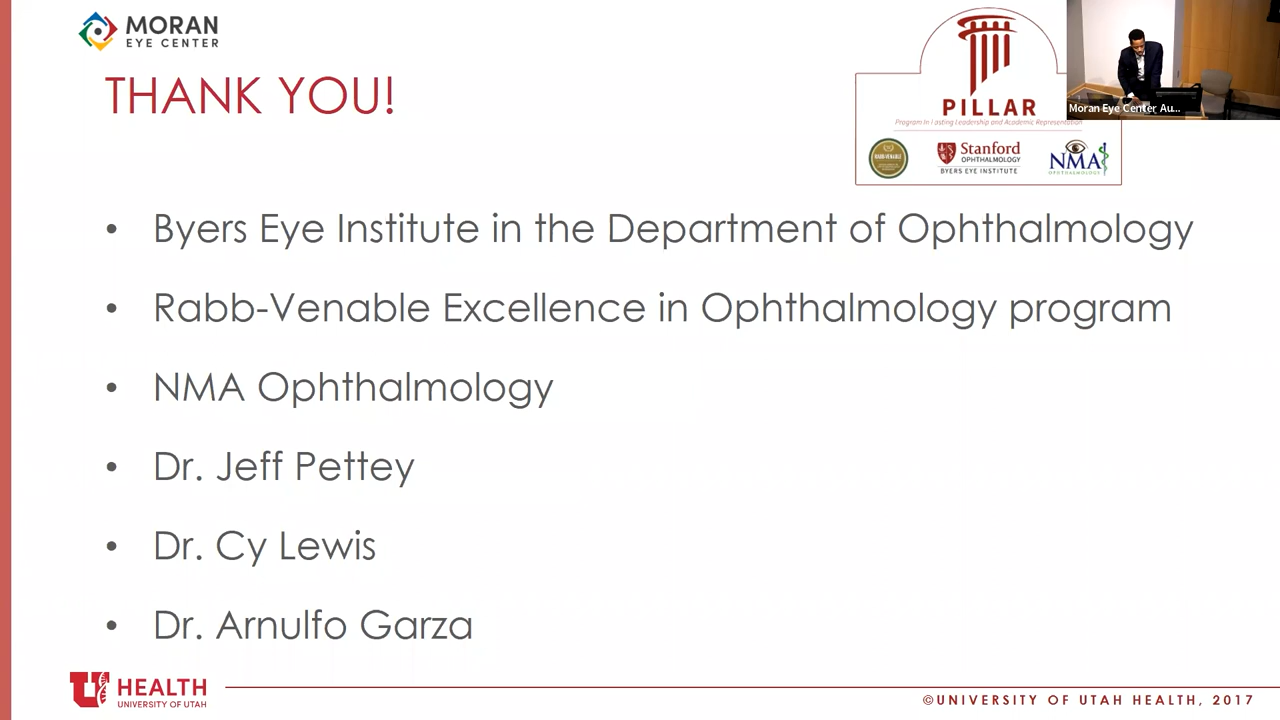 MORAN
EYE CENTER
THANK YOU!
PILLAR
Program In Lasting Leadership and Academic Representation
RABB-VENABLE
Stanford
OPHTHALMOLOGY
BYERS EYE INSTITUTE
NMA
OPHTHALMOLOGY
Moran Eye Center Au...
• Byers Eye Institute in the Department of Ophthalmology
• Rabb-Venable Excellence in Ophthalmology program
• NMA Ophthalmology
• Dr. Jeff Pettey
• Dr. Cy Lewis
• Dr. Arnulfo Garza
U HEALTH
UNIVERSITY OF UTAH
©UNIVERSITY OF UTAH HEALTH, 2017